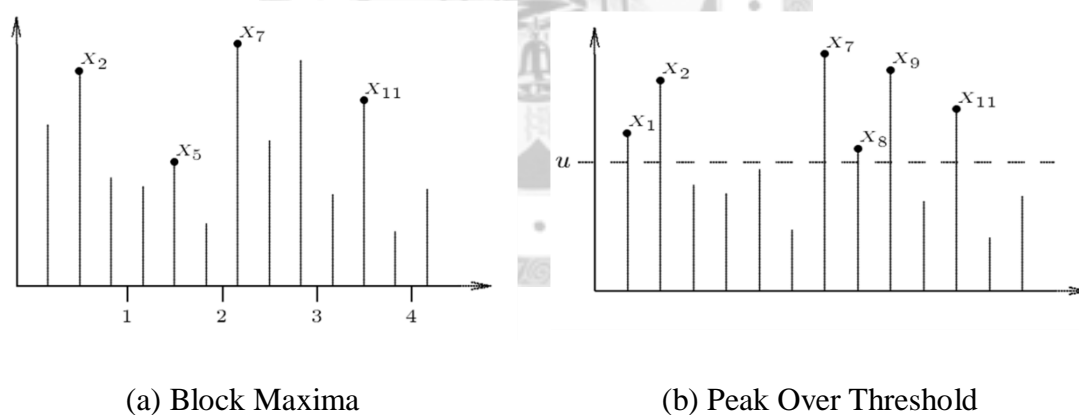 X₂
X₅
X₇
X₁₁
1 2 3 4
(a) Block Maxima
u
X₁
X₂
X₇
X₈
X₉
X₁₁
(b) Peak Over Threshold